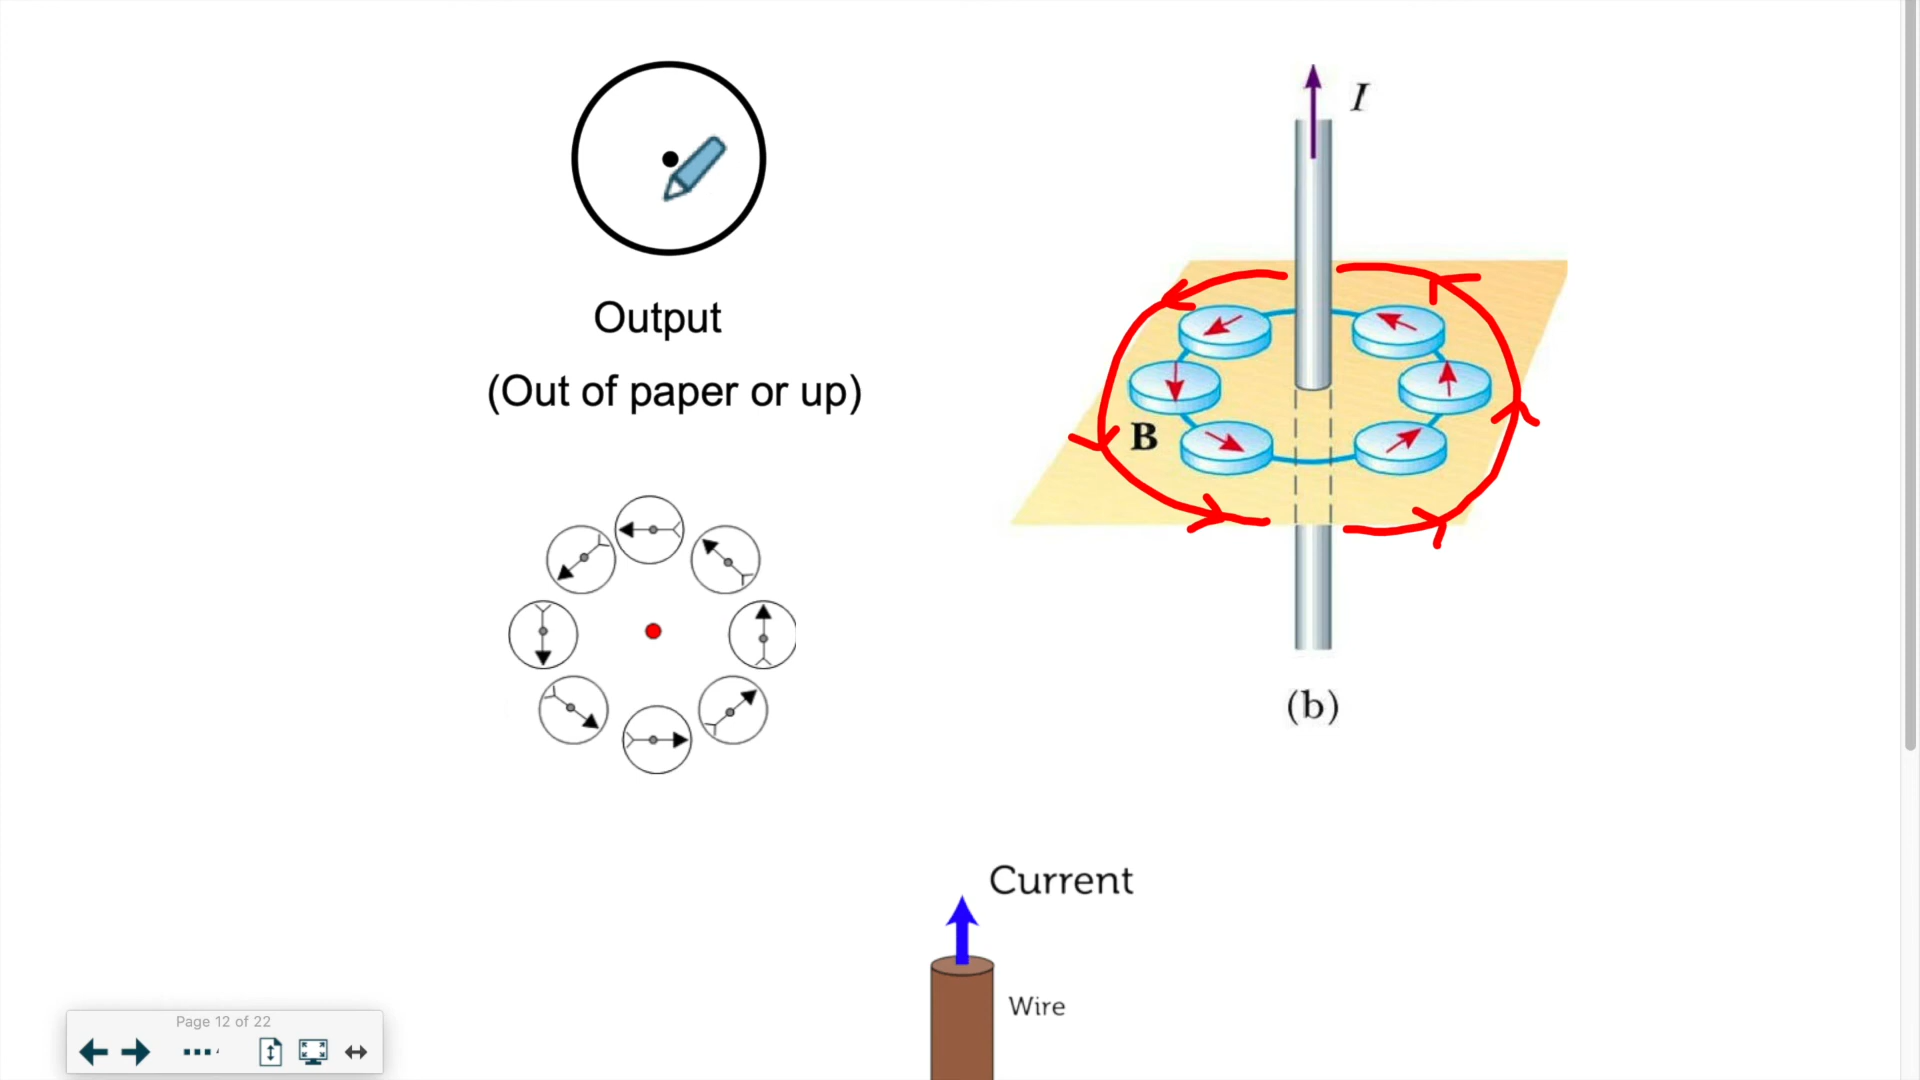 I
Output
(Out of paper or up)
B
(b)
Current
Wire
Page 12 of 22